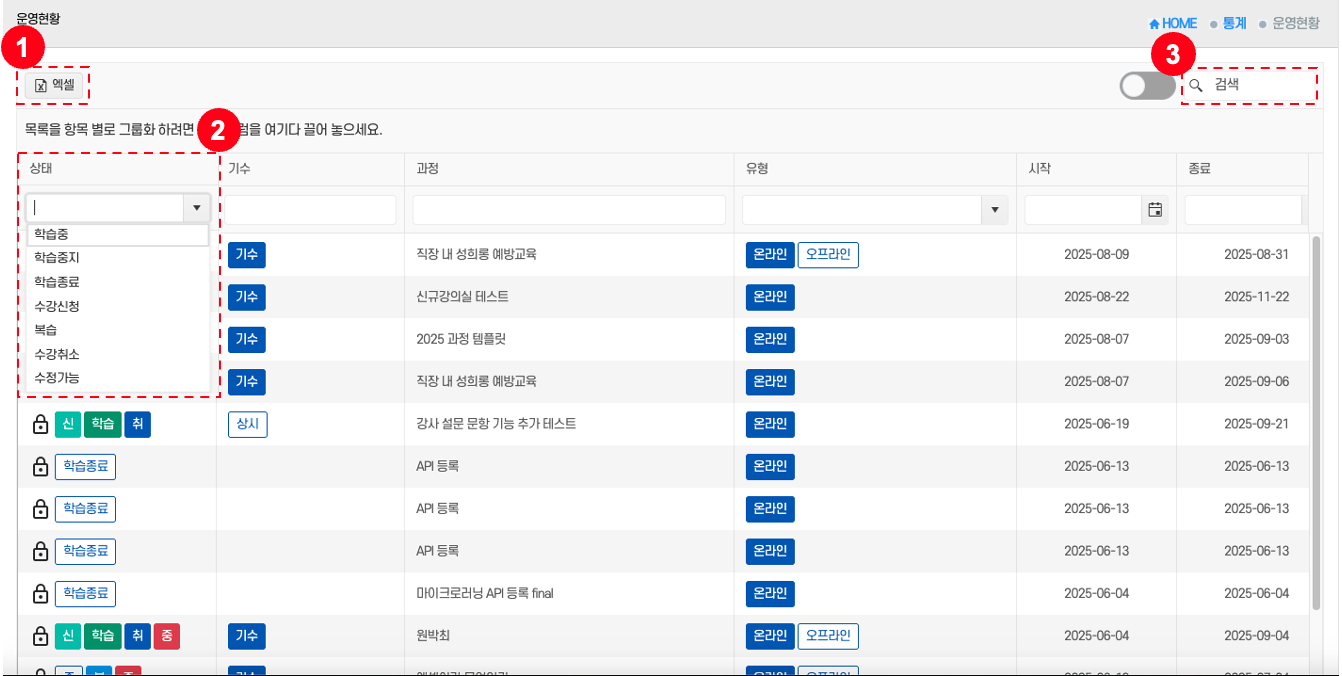 운영현황
HOME 통계 운영현황
1
3
엑셀
검색
2
목록을 항목 별로 그룹화 하려면 럼을 여기다 끌어 놓으세요.
상태 기수 과정 유형 시작 종료
학습중
학습중지
학습종료
수강신청
복습
수강취소
수정가능
기수 직장 내 성희롱 예방교육 온라인 오프라인 2025-08-09 2025-08-31
기수 신규강의실 테스트 온라인 2025-08-22 2025-11-22
기수 2025 과정 템플릿 온라인 2025-08-07 2025-09-03
기수 직장 내 성희롱 예방교육 온라인 2025-08-07 2025-09-06
신 학습 취 상시 강사 설문 문항 기능 추가 테스트 온라인 2025-06-19 2025-09-21
학습종료 API 등록 온라인 2025-06-13 2025-06-13
학습종료 API 등록 온라인 2025-06-13 2025-06-13
학습종료 API 등록 온라인 2025-06-13 2025-06-13
학습종료 마이크로러닝 API 등록 final 온라인 2025-06-04 2025-06-04
신 학습 취 중 기수 원박최 온라인 오프라인 2025-06-04 2025-09-04